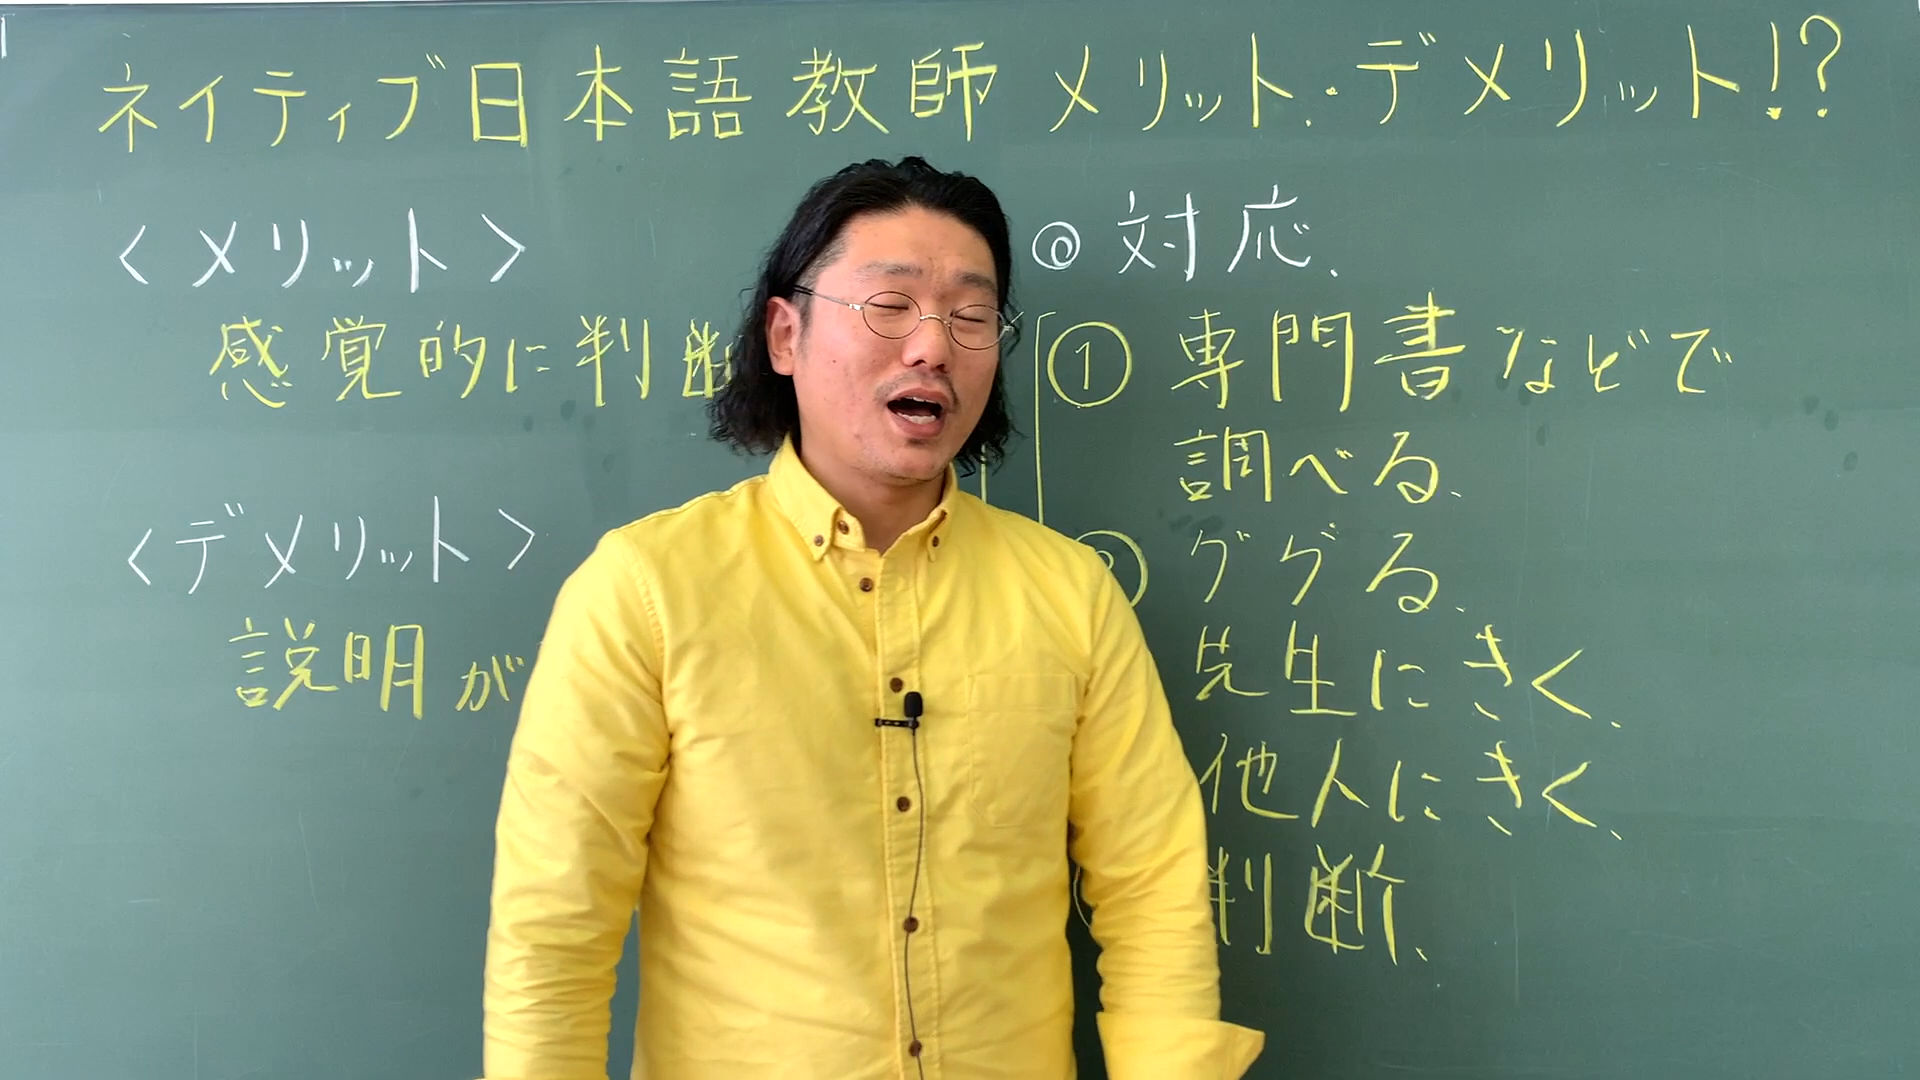 ネイティブ日本語教師 メリット・デメリット!?
<メリット>
感覚的に判断
<デメリット>
説明が
◎対応.
① 専門書などで
調べる.
ググる.
先生にきく.
他人にきく.
判断.